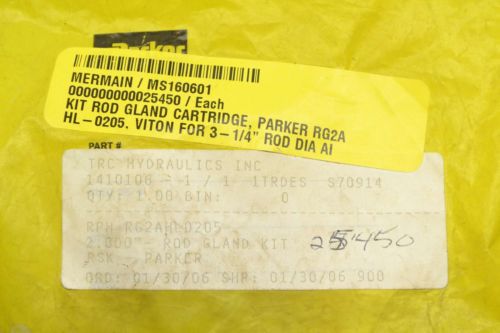 Parker
MERMAIN / MS160601
000000000025450 / Each
KIT ROD GLAND CARTRIDGE, PARKER RG2A
HL-0205, VITON FOR 3-1/4" ROD DIA AI
PART #
TRC HYDRAULICS INC
1410106 - 1 / 1 1TRDES S70914
QTY: 1.00 BIN: 0
RPH RG2AHL0205
2.000" ROD GLAND KIT
25450
RSK PARKER
ORD: 01/30/06 SHP: 01/30/06 900